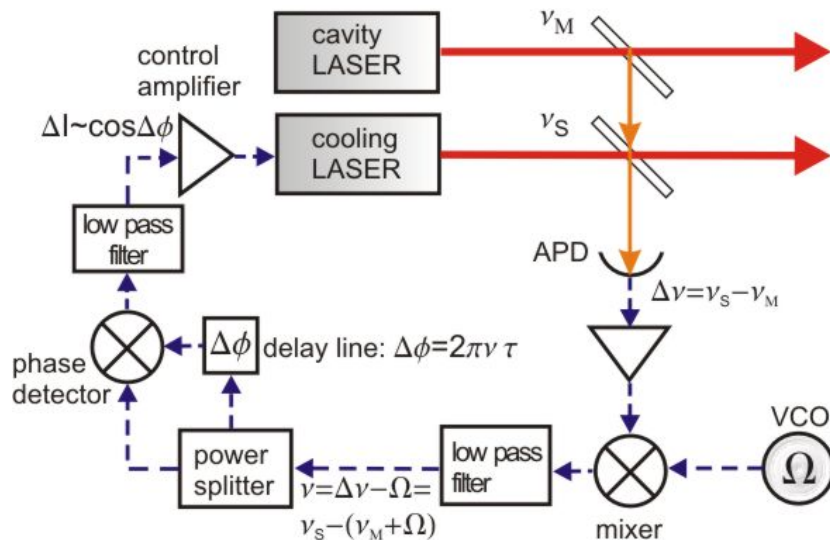 cavity
LASER
ν_M
control
amplifier
ΔI~cosΔϕ
cooling
LASER
ν_S
low pass
filter
APD
Δν=ν_S−ν_M
Δϕ
delay line: Δϕ=2πν τ
phase
detector
VCO
Ω
power
splitter
low pass
filter
ν=Δν−Ω=
ν_S−(ν_M+Ω)
mixer